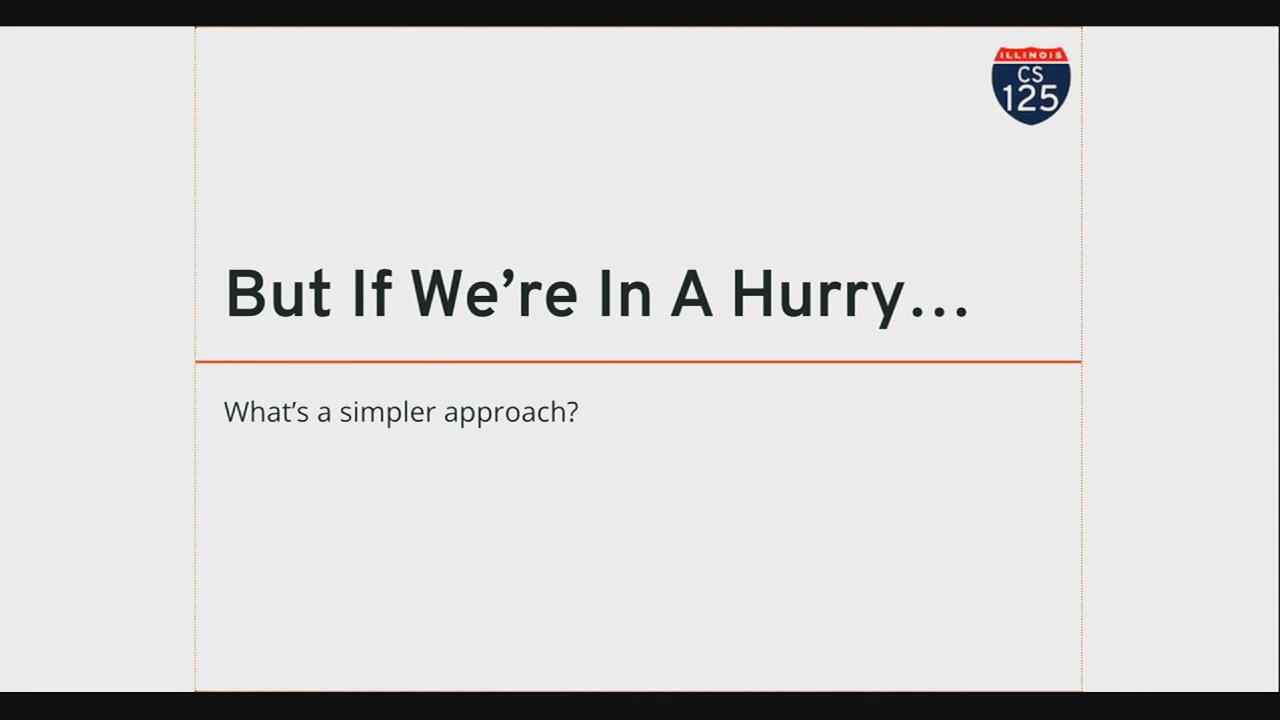 ILLINOIS
CS
125
But If We’re In A Hurry…
What’s a simpler approach?